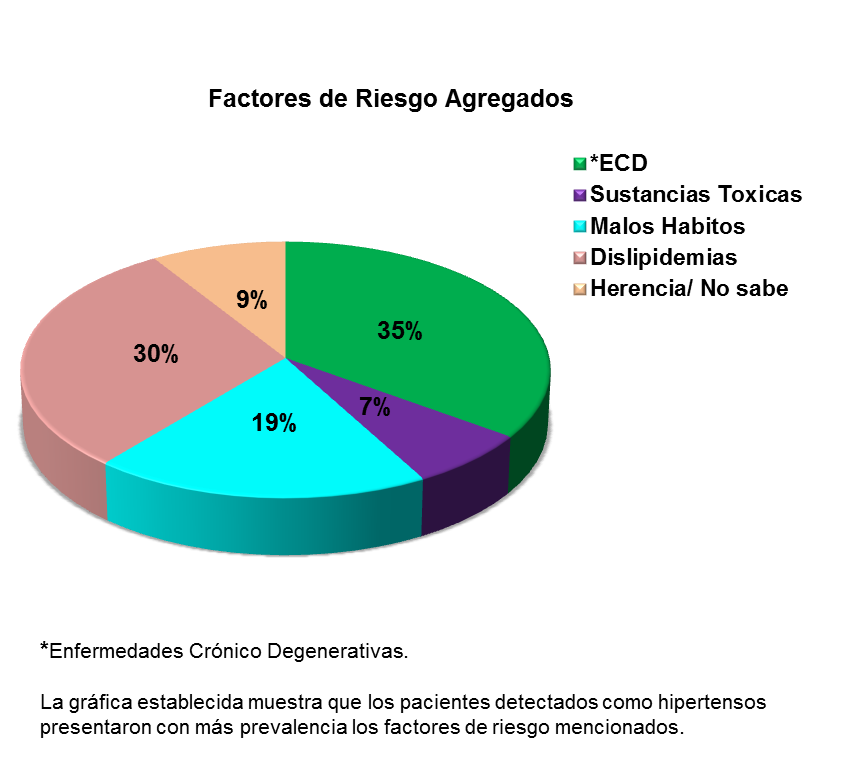 Factores de Riesgo Agregados
*ECD
Sustancias Toxicas
Malos Habitos
Dislipidemias
Herencia/ No sabe
9%
35%
30%
7%
19%
*Enfermedades Crónico Degenerativas.
La gráfica establecida muestra que los pacientes detectados como hipertensos
presentaron con más prevalencia los factores de riesgo mencionados.